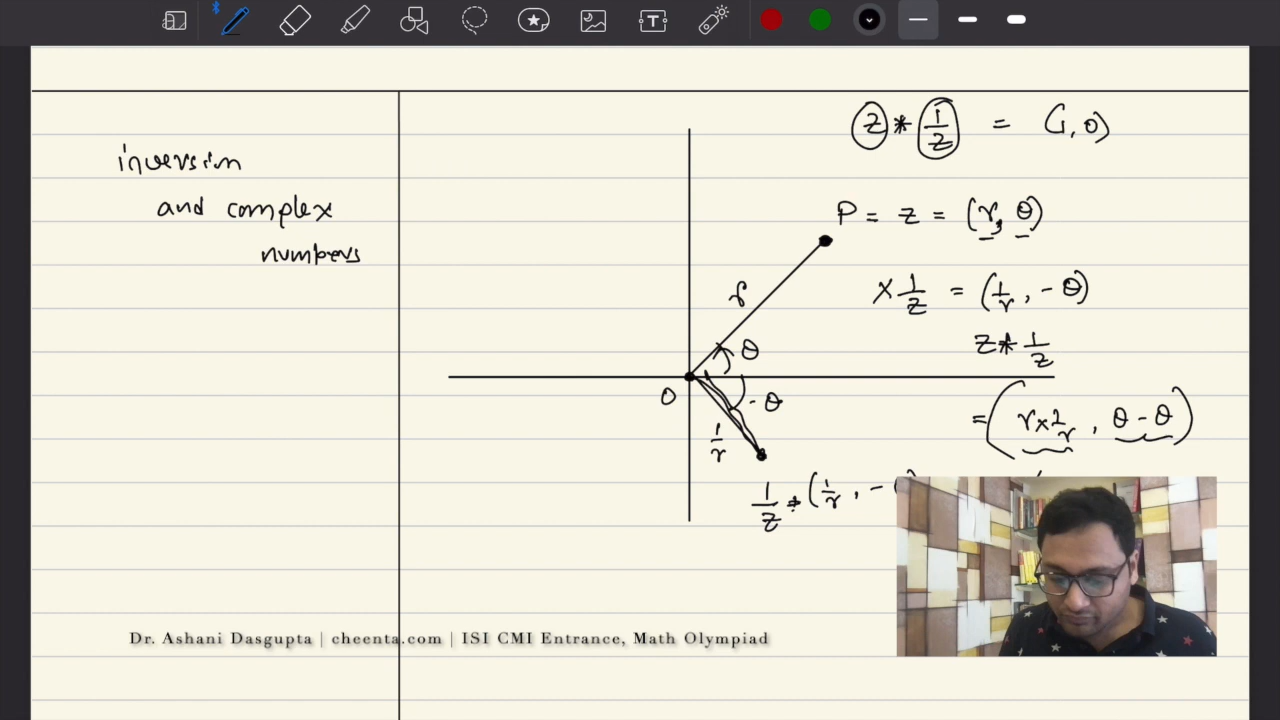 inversion
and complex
numbers
z * 1/z = (1, 0)
P = z = (r, θ)
r
× 1/z = (1/r, -θ)
θ
z * 1/z
O
-θ
= (r × 1/r, θ - θ)
1/r
1/z = (1/r, -
Dr. Ashani Dasgupta | cheenta.com | ISI CMI Entrance, Math Olympiad
T